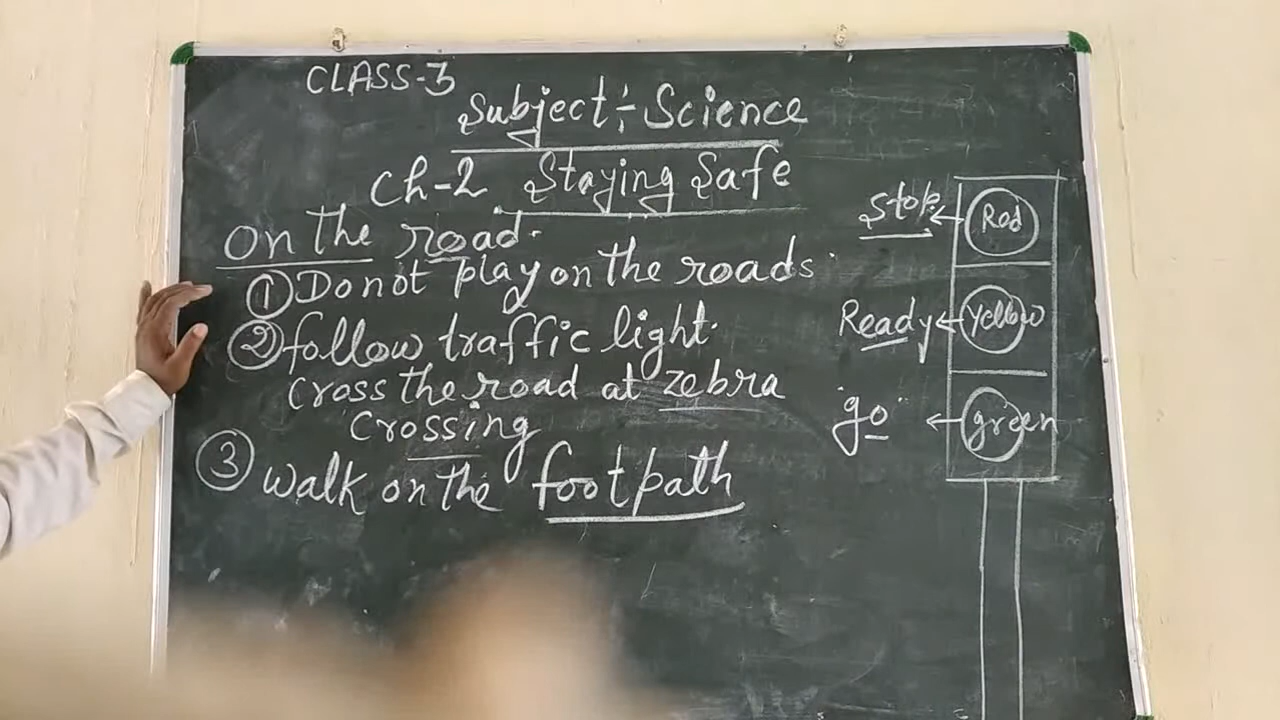 CLASS-3
Subject:- Science
Ch-2 Staying Safe
On the road.
① Do not play on the roads.
② follow traffic light.
Cross the road at zebra
Crossing
③ walk on the footpath
Stop ← Red
Ready ← Yellow
go ← green